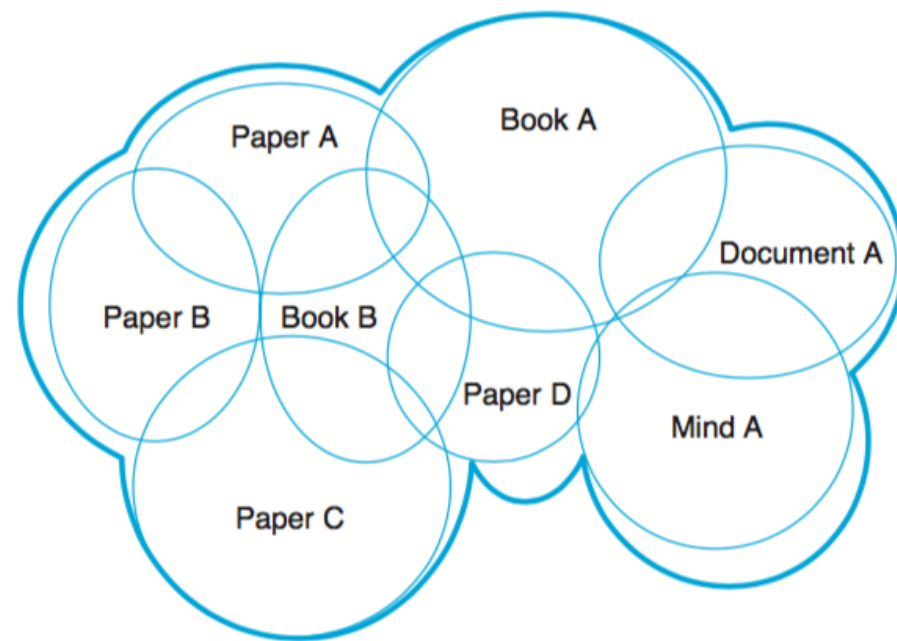 Book A
Paper A
Document A
Paper B
Book B
Paper D
Mind A
Paper C